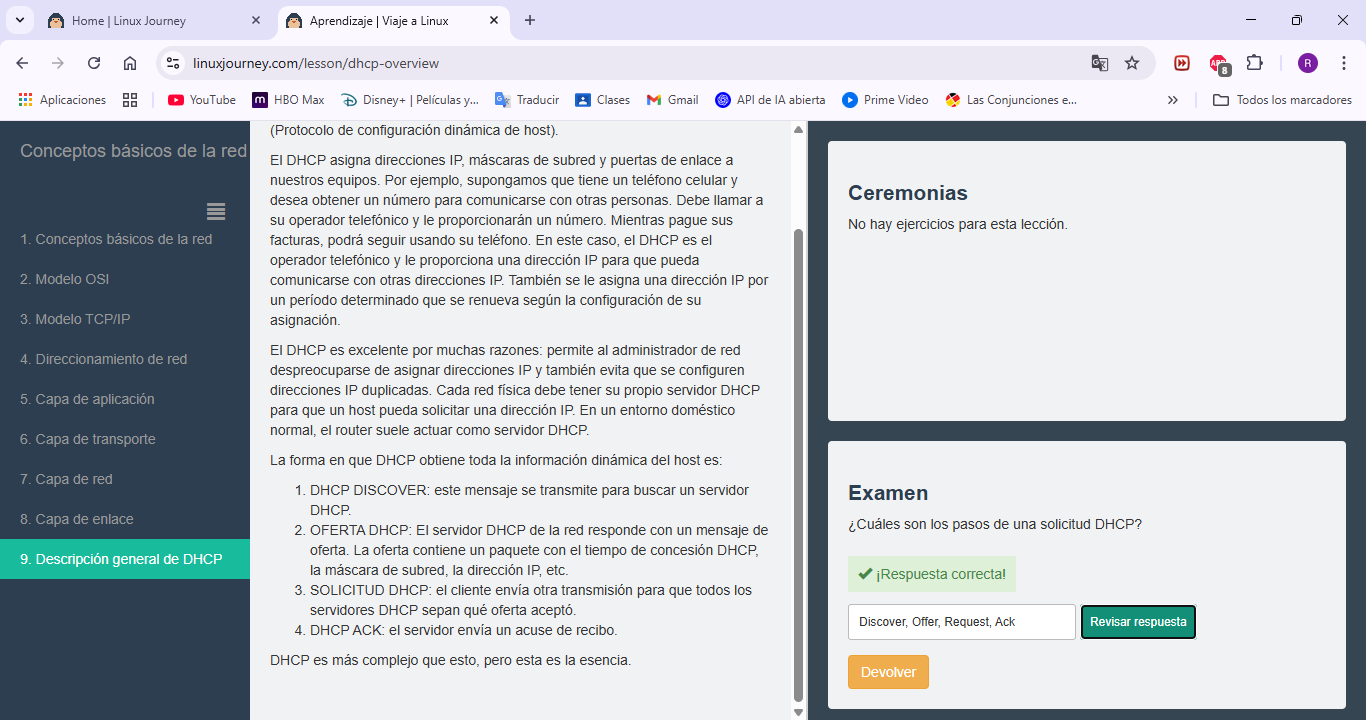 Home | Linux Journey
Aprendizaje | Viaje a Linux
linuxjourney.com/lesson/dhcp-overview
8
R
Aplicaciones
YouTube
HBO Max
Disney+ | Películas y...
Traducir
Clases
Gmail
API de IA abierta
Prime Video
Las Conjunciones e...
Todos los marcadores
Conceptos básicos de la red
1. Conceptos básicos de la red
2. Modelo OSI
3. Modelo TCP/IP
4. Direccionamiento de red
5. Capa de aplicación
6. Capa de transporte
7. Capa de red
8. Capa de enlace
9. Descripción general de DHCP
(Protocolo de configuración dinámica de host).
El DHCP asigna direcciones IP, máscaras de subred y puertas de enlace a
nuestros equipos. Por ejemplo, supongamos que tiene un teléfono celular y
desea obtener un número para comunicarse con otras personas. Debe llamar a
su operador telefónico y le proporcionarán un número. Mientras pague sus
facturas, podrá seguir usando su teléfono. En este caso, el DHCP es el
operador telefónico y le proporciona una dirección IP para que pueda
comunicarse con otras direcciones IP. También se le asigna una dirección IP por
un período determinado que se renueva según la configuración de su
asignación.
El DHCP es excelente por muchas razones: permite al administrador de red
despreocuparse de asignar direcciones IP y también evita que se configuren
direcciones IP duplicadas. Cada red física debe tener su propio servidor DHCP
para que un host pueda solicitar una dirección IP. En un entorno doméstico
normal, el router suele actuar como servidor DHCP.
La forma en que DHCP obtiene toda la información dinámica del host es:
1. DHCP DISCOVER: este mensaje se transmite para buscar un servidor
DHCP.
2. OFERTA DHCP: El servidor DHCP de la red responde con un mensaje de
oferta. La oferta contiene un paquete con el tiempo de concesión DHCP,
la máscara de subred, la dirección IP, etc.
3. SOLICITUD DHCP: el cliente envía otra transmisión para que todos los
servidores DHCP sepan qué oferta aceptó.
4. DHCP ACK: el servidor envía un acuse de recibo.
DHCP es más complejo que esto, pero esta es la esencia.
Ceremonias
No hay ejercicios para esta lección.
Examen
¿Cuáles son los pasos de una solicitud DHCP?
¡Respuesta correcta!
Discover, Offer, Request, Ack
Revisar respuesta
Devolver